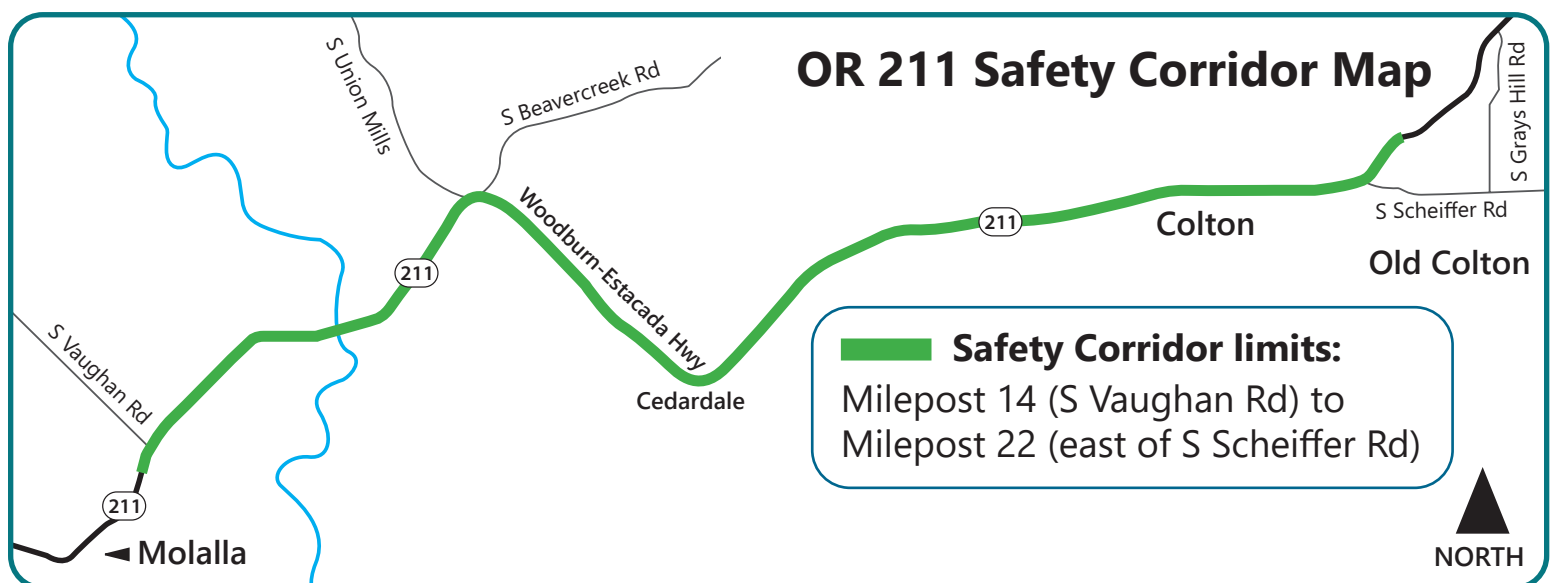 OR 211 Safety Corridor Map
S Union Mills
S Beavercreek Rd
S Grays Hill Rd
Woodburn-Estacada Hwy
211
211
Colton
S Scheiffer Rd
Old Colton
S Vaughan Rd
Cedardale
Safety Corridor limits:
Milepost 14 (S Vaughan Rd) to
Milepost 22 (east of S Scheiffer Rd)
211
Molalla
NORTH